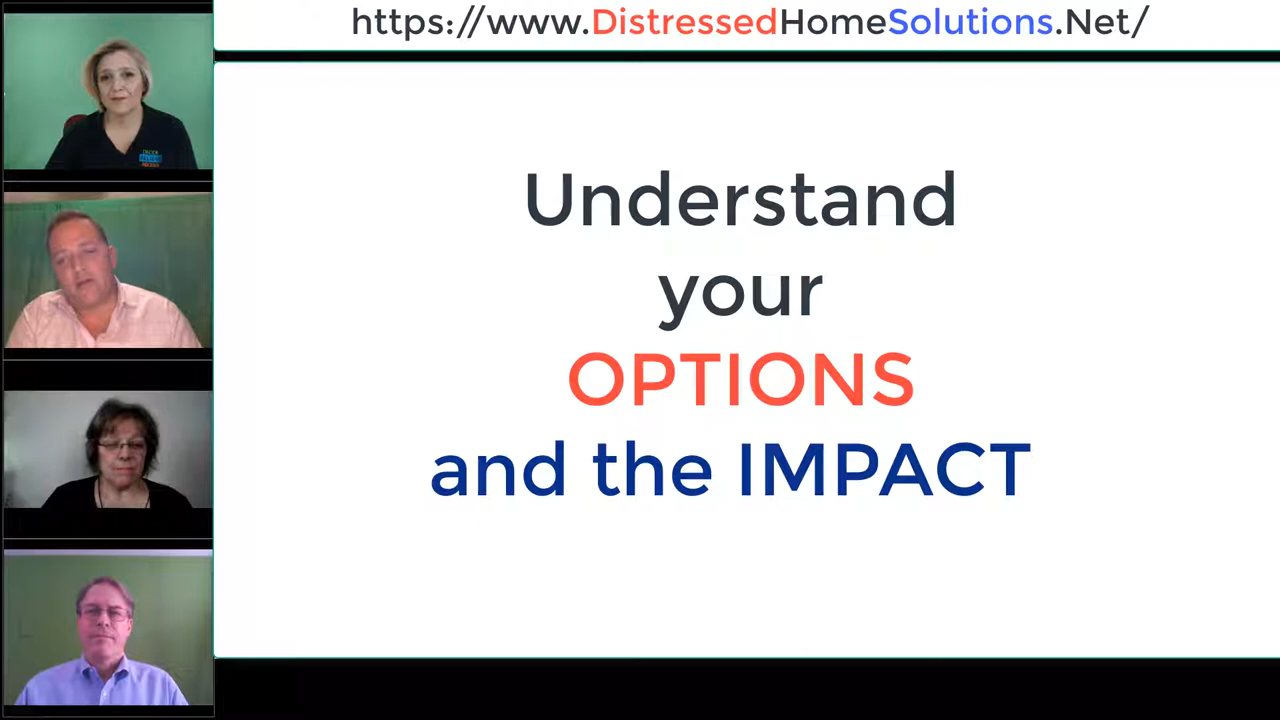 https://www.DistressedHomeSolutions.Net/
Understand
your
OPTIONS
and the IMPACT